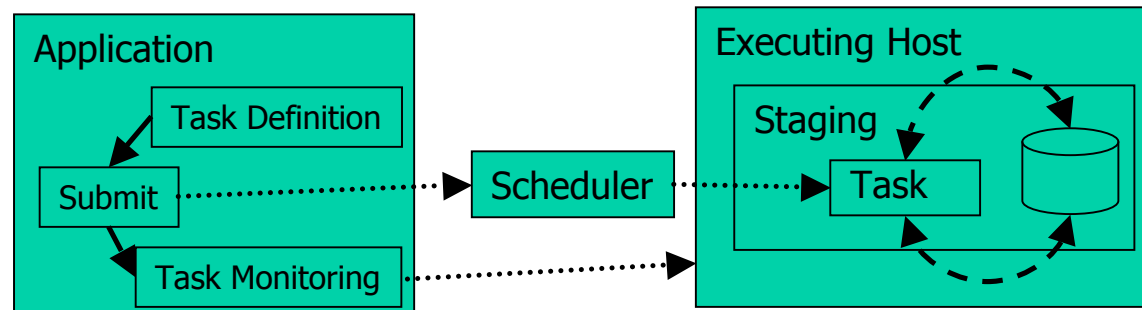 Application
Task Definition
Submit
Task Monitoring
Scheduler
Executing Host
Staging
Task